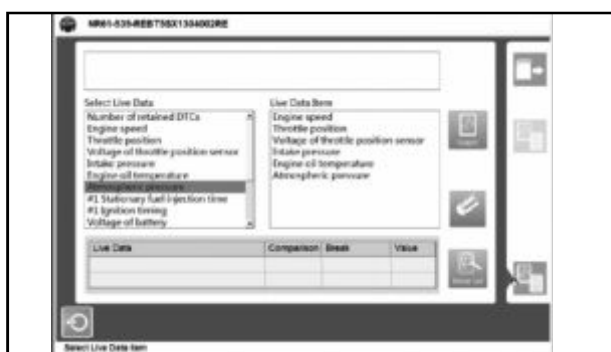 Select Live Data
Number of retained DTCs
Engine speed
Throttle position
Voltage of throttle position sensor
Intake pressure
Engine oil temperature
Atmospheric pressure
#1 Stationary fuel injection time
#1 Ignition timing
Voltage of battery
Live Data Item
Engine speed
Throttle position
Voltage of throttle position sensor
Intake pressure
Engine oil temperature
Atmospheric pressure
Live Data Comparison Break Value
Select Live Data Item